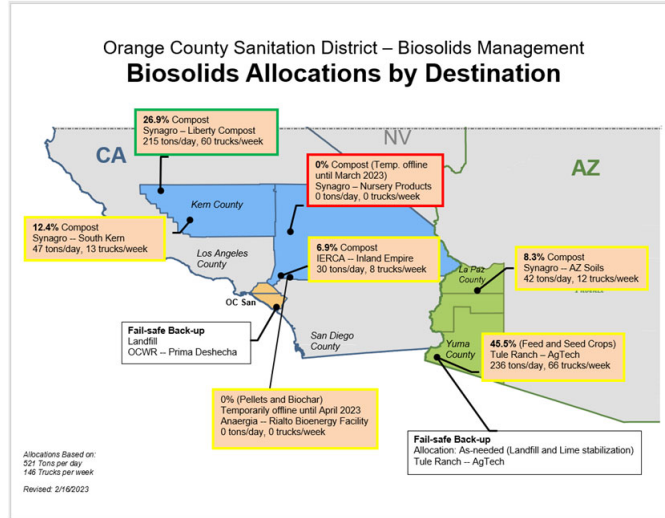 Orange County Sanitation District – Biosolids Management
Biosolids Allocations by Destination
26.9% Compost
Synagro – Liberty Compost
215 tons/day, 60 trucks/week
CA
NV
AZ
0% Compost (Temp. offline
until March 2023)
Synagro – Nursery Products
0 tons/day, 0 trucks/week
Kern County
12.4% Compost
Synagro -- South Kern
47 tons/day, 13 trucks/week
Los Angeles
County
6.9% Compost
IERCA -- Inland Empire
30 tons/day, 8 trucks/week
La Paz
County
8.3% Compost
Synagro -- AZ Soils
42 tons/day, 12 trucks/week
OC San
Fail-safe Back-up
Landfill
OCWR -- Prima Deshecha
San Diego
County
Yuma
County
45.5% (Feed and Seed Crops)
Tule Ranch -- AgTech
236 tons/day, 66 trucks/week
0% (Pellets and Biochar)
Temporarily offline until April 2023
Anaergia -- Rialto Bioenergy Facility
0 tons/day, 0 trucks/week
Fail-safe Back-up
Allocation: As-needed (Landfill and Lime stabilization)
Tule Ranch -- AgTech
Allocations Based on:
521 Tons per day
146 Trucks per week
Revised: 2/16/2023